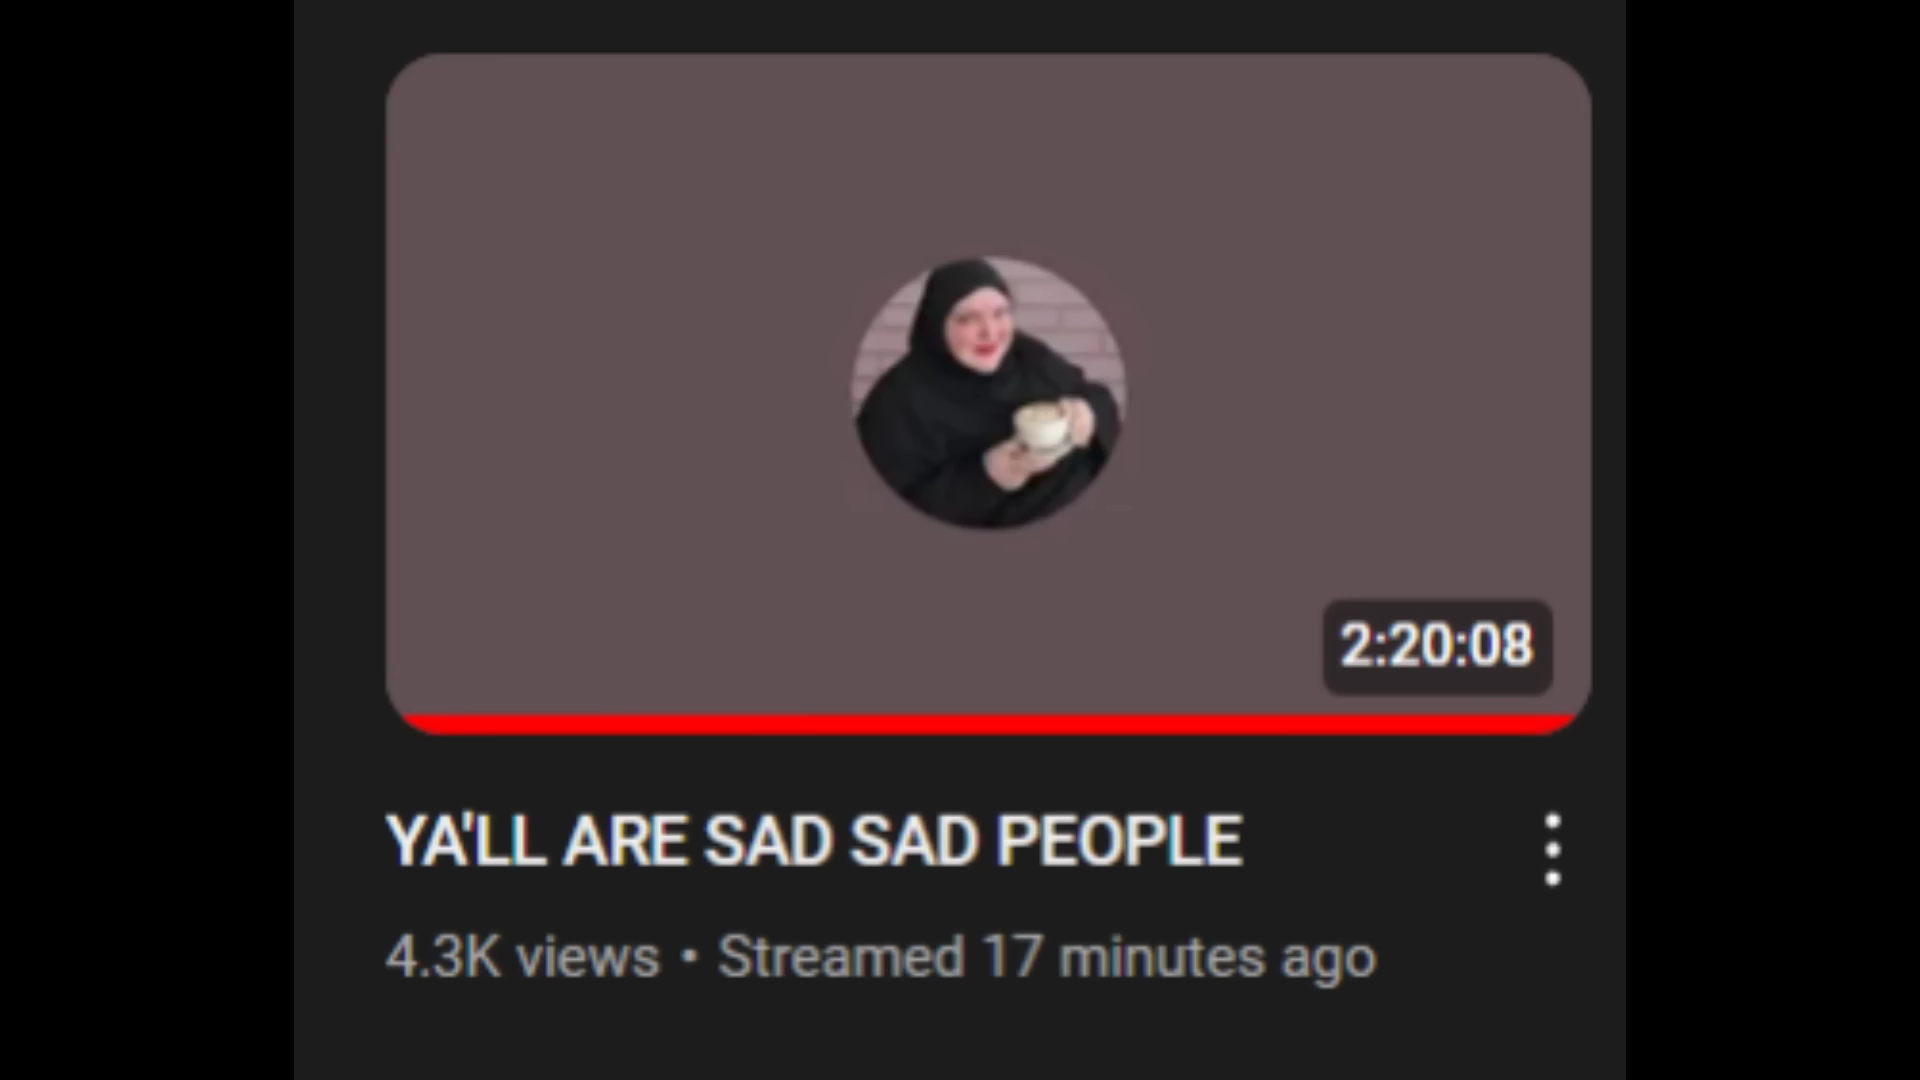 2:20:08
YA'LL ARE SAD SAD PEOPLE
4.3K views • Streamed 17 minutes ago